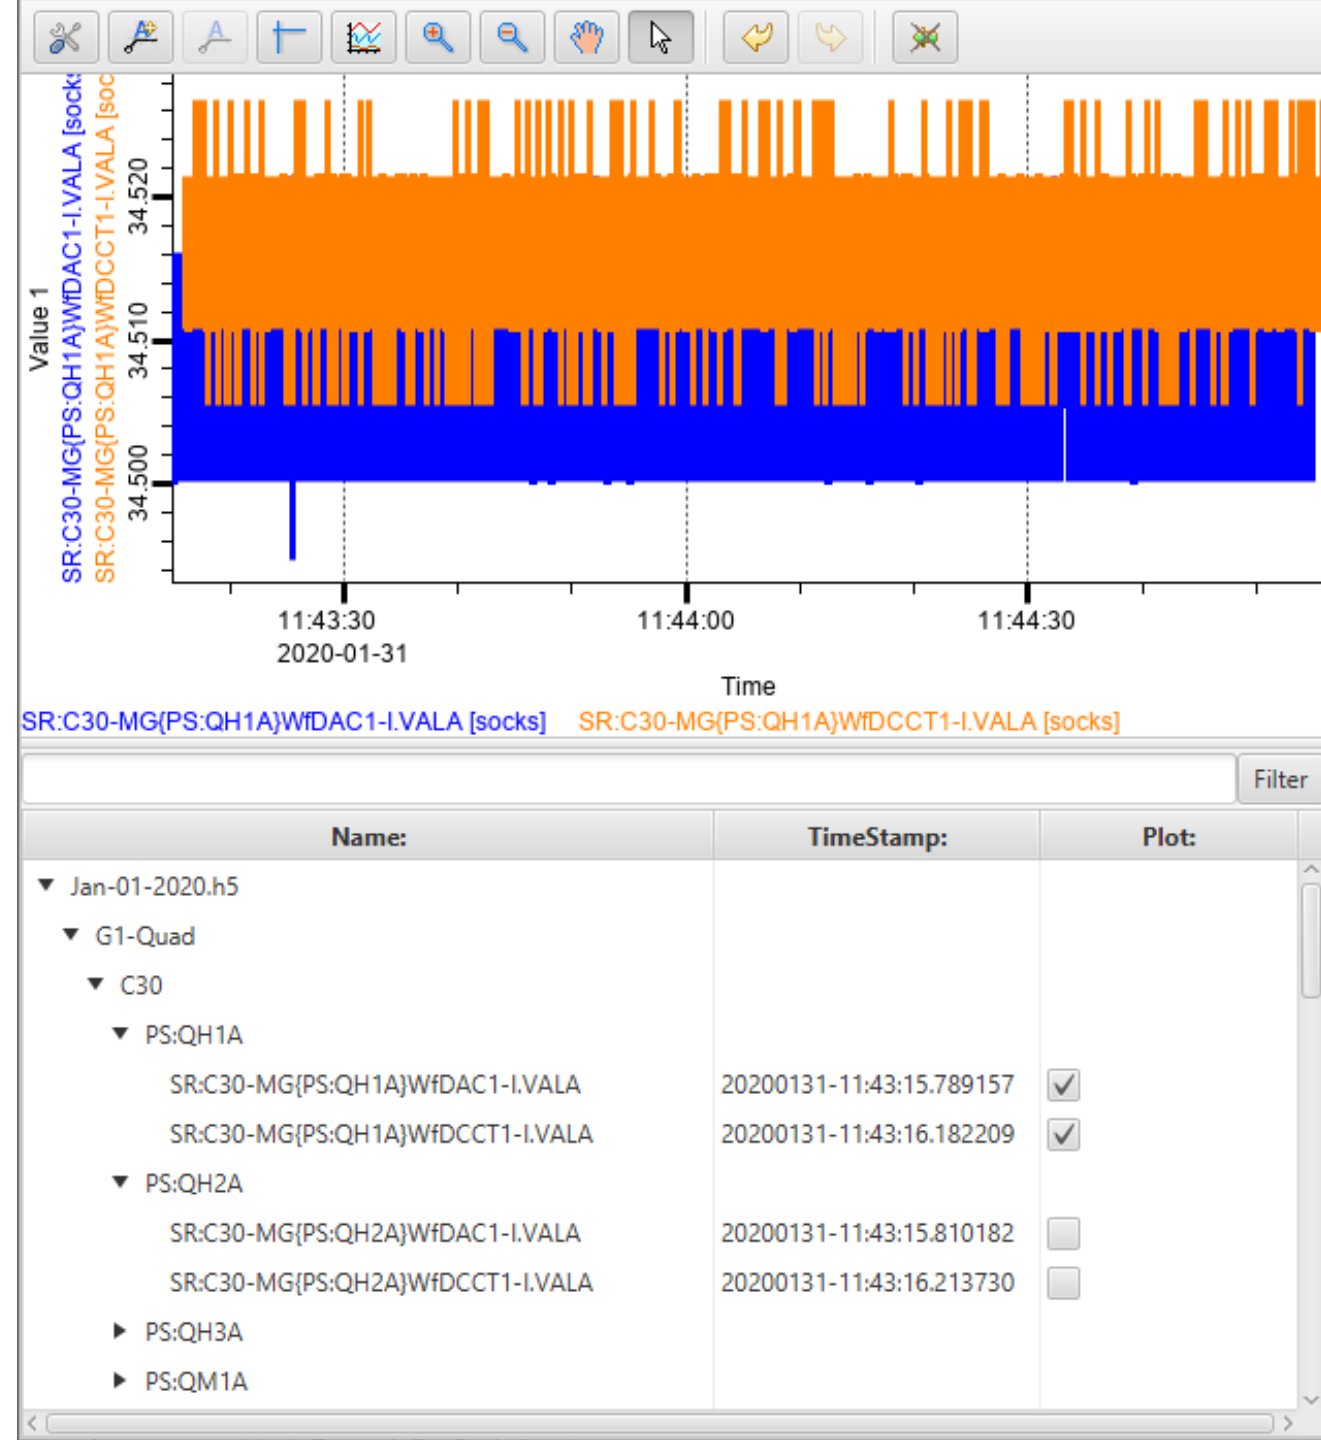 Value 1
SR:C30-MG{PS:QH1A}WfDAC1-I.VALA [socks
SR:C30-MG{PS:QH1A}WfDCCT1-I.VALA [soc
34.520
34.510
34.500
11:43:30
11:44:00
11:44:30
2020-01-31
Time
SR:C30-MG{PS:QH1A}WfDAC1-I.VALA [socks] SR:C30-MG{PS:QH1A}WfDCCT1-I.VALA [socks]
Filter
Name: TimeStamp: Plot:
Jan-01-2020.h5
G1-Quad
C30
PS:QH1A
SR:C30-MG{PS:QH1A}WfDAC1-I.VALA 20200131-11:43:15.789157
SR:C30-MG{PS:QH1A}WfDCCT1-I.VALA 20200131-11:43:16.182209
PS:QH2A
SR:C30-MG{PS:QH2A}WfDAC1-I.VALA 20200131-11:43:15.810182
SR:C30-MG{PS:QH2A}WfDCCT1-I.VALA 20200131-11:43:16.213730
PS:QH3A
PS:QM1A